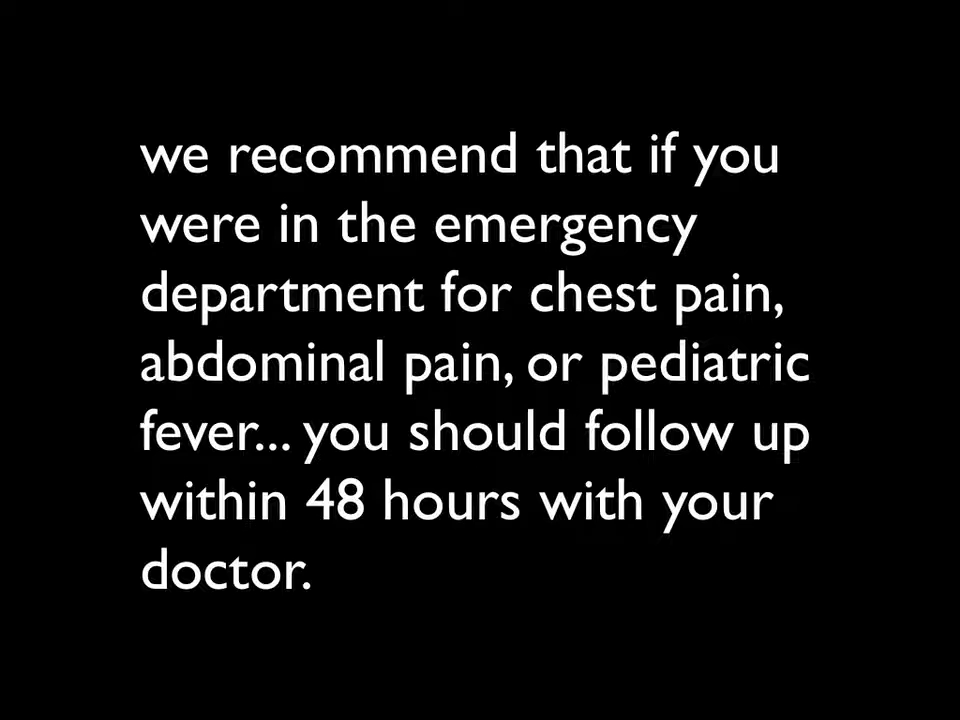 we recommend that if you
were in the emergency
department for chest pain,
abdominal pain, or pediatric
fever... you should follow up
within 48 hours with your
doctor.